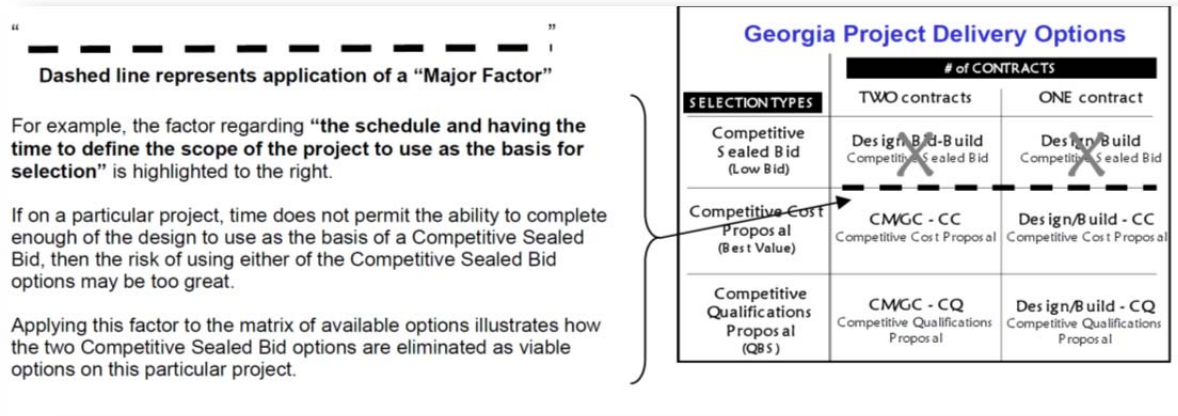 “ ”
Dashed line represents application of a “Major Factor”
For example, the factor regarding “the schedule and having the
time to define the scope of the project to use as the basis for
selection” is highlighted to the right.
If on a particular project, time does not permit the ability to complete
enough of the design to use as the basis of a Competitive Sealed
Bid, then the risk of using either of the Competitive Sealed Bid
options may be too great.
Applying this factor to the matrix of available options illustrates how
the two Competitive Sealed Bid options are eliminated as viable
options on this particular project.
Georgia Project Delivery Options
# of CONTRACTS
SELECTION TYPES
TWO contracts
ONE contract
Competitive
Sealed Bid
(Low Bid)
Design-Bid-Build
Competitive Sealed Bid
Design/Build
Competitive Sealed Bid
Competitive Cost
Proposal
(Best Value)
CM/GC - CC
Competitive Cost Proposal
Design/Build - CC
Competitive Cost Proposal
Competitive
Qualifications
Proposal
(QBS)
CM/GC - CQ
Competitive Qualifications
Proposal
Design/Build - CQ
Competitive Qualifications
Proposal